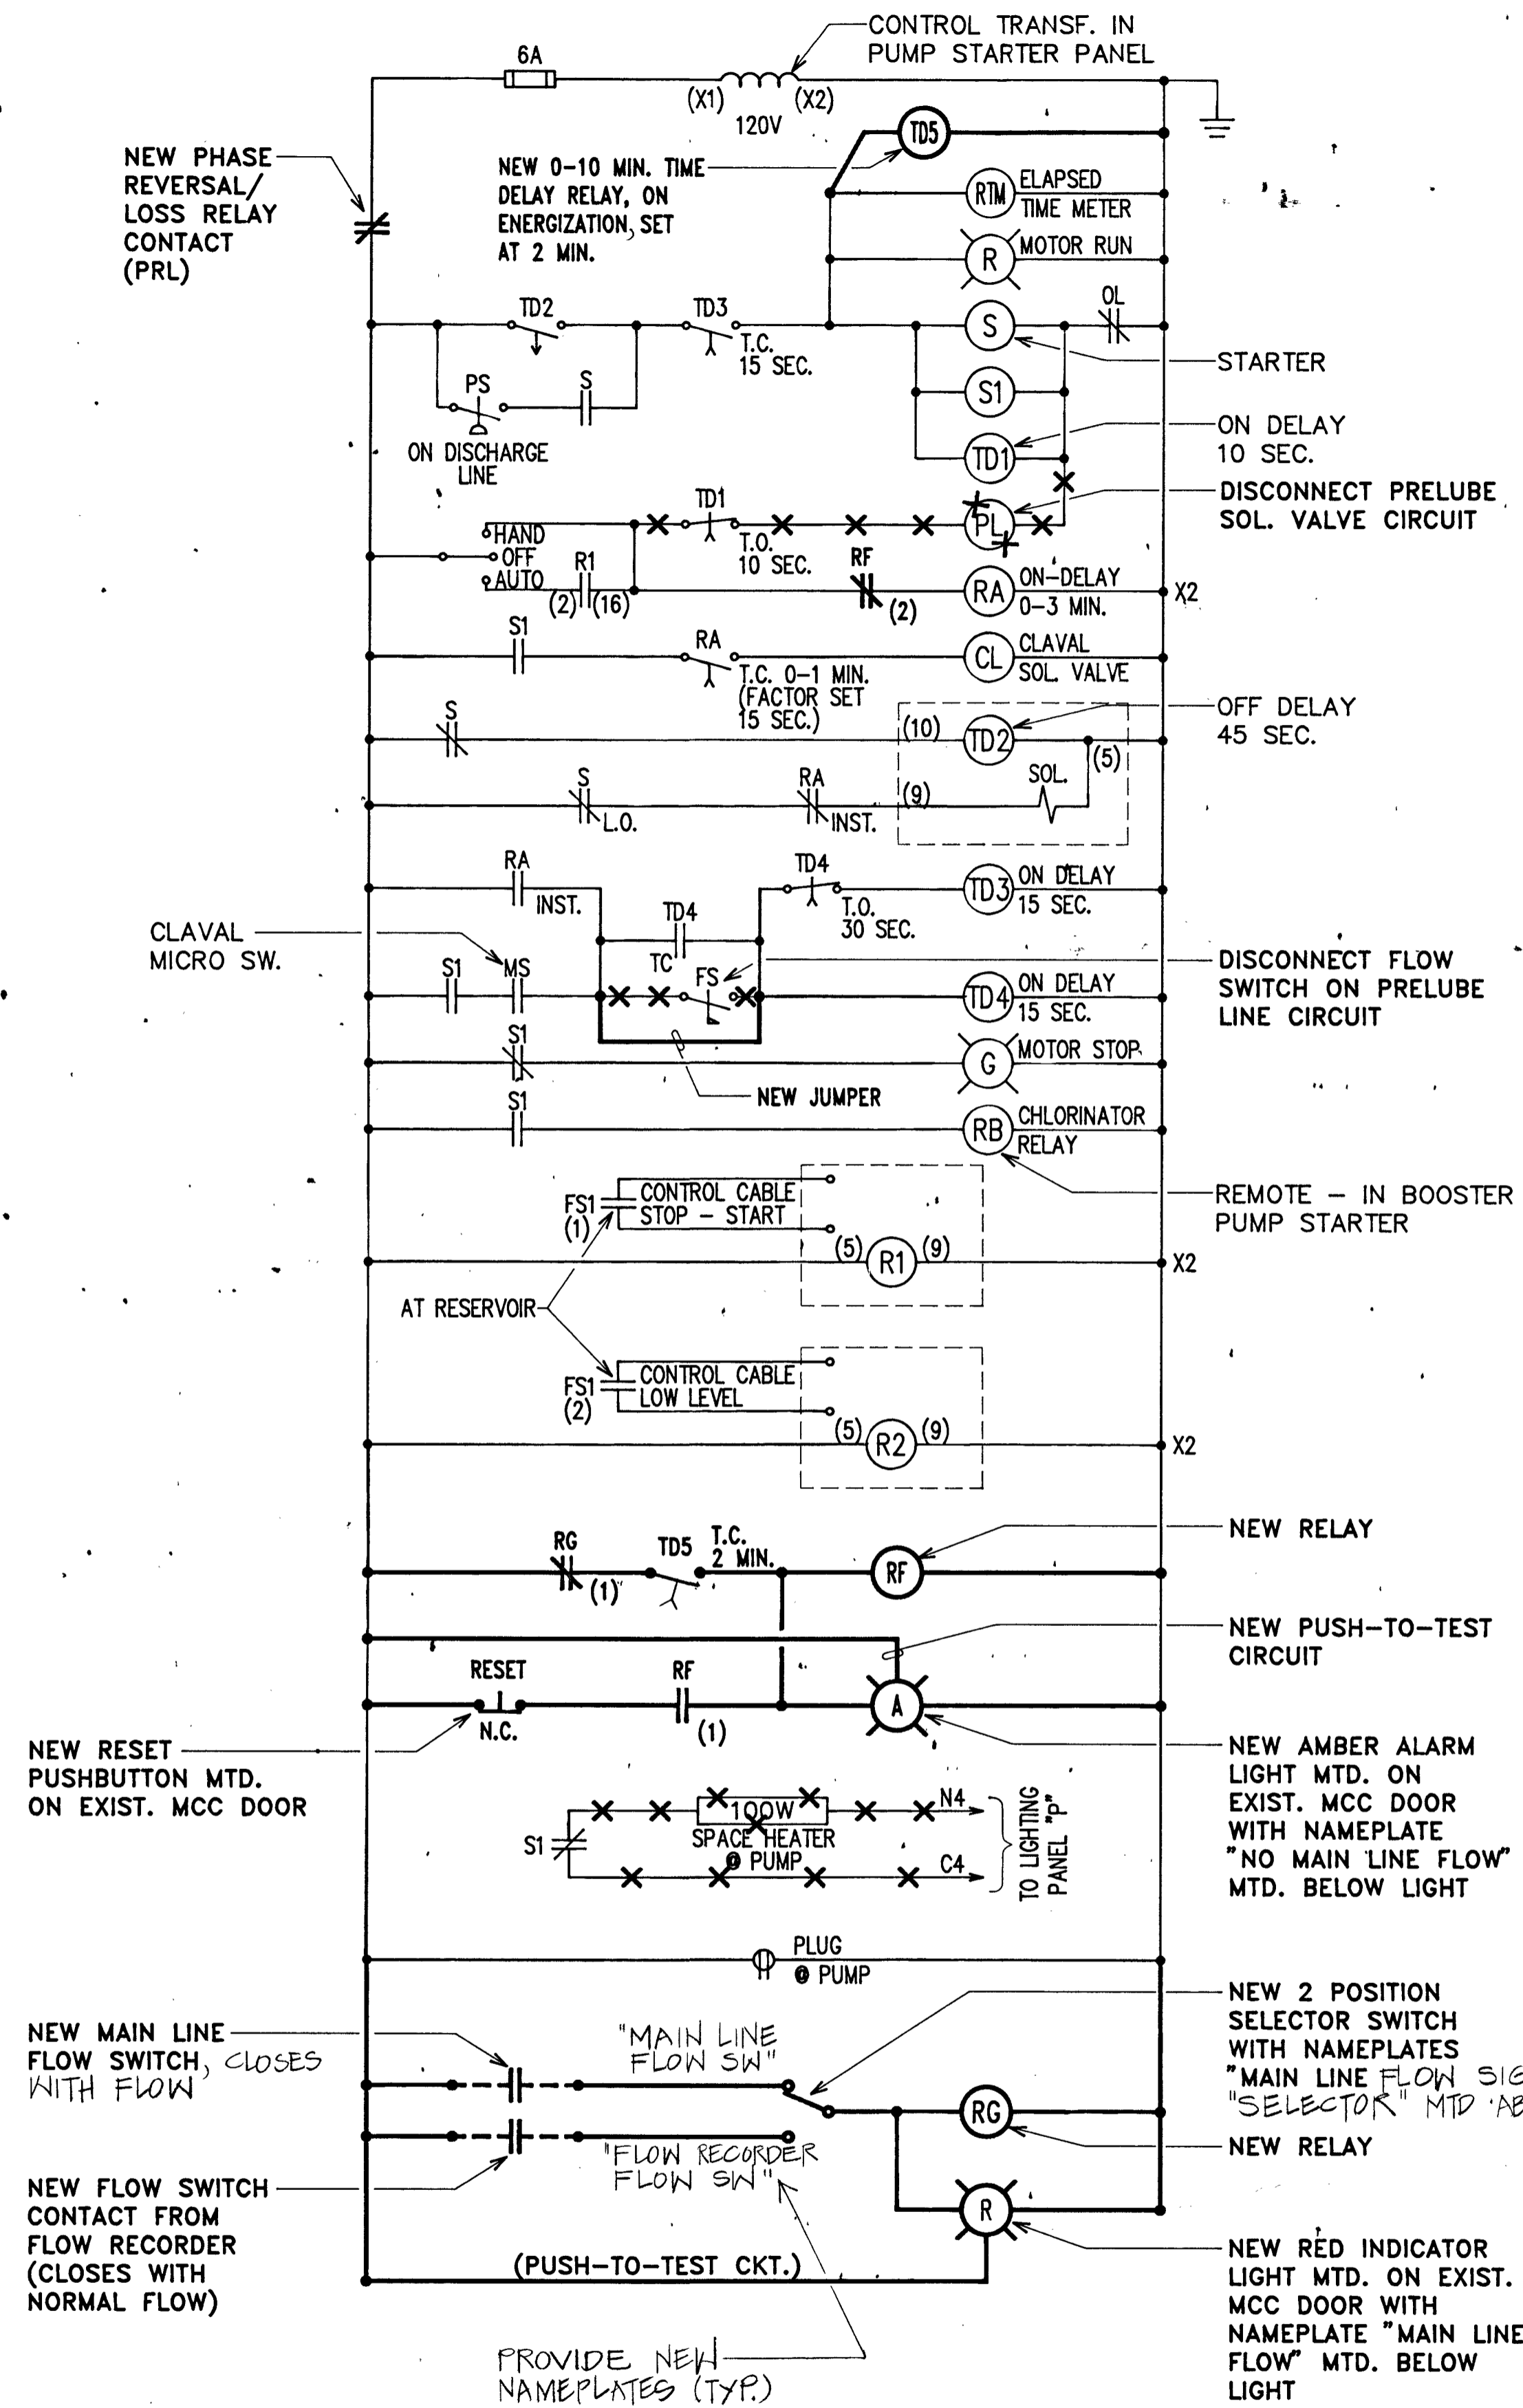 CONTROL TRANSF. IN
PUMP STARTER PANEL
6A
(X1) (X2)
120V
NEW PHASE
REVERSAL/
LOSS RELAY
CONTACT
(PRL)
NEW 0-10 MIN. TIME
DELAY RELAY, ON
ENERGIZATION, SET
AT 2 MIN.
TD5
RTM
ELAPSED
TIME METER
R
MOTOR RUN
TD2
TD3
T.C.
15 SEC.
S
OL
STARTER
PS
S
ON DISCHARGE
LINE
S1
TD1
ON DELAY
10 SEC.
TD1
T.O.
10 SEC.
PL
DISCONNECT PRELUBE
SOL. VALVE CIRCUIT
HAND
OFF
AUTO
R1
(2) (16)
RF
(2)
RA
ON-DELAY
0-3 MIN.
X2
S1
RA
T.C. 0-1 MIN.
(FACTOR SET
15 SEC.)
CL
CLAVAL
SOL. VALVE
S
(10)
TD2
(5)
OFF DELAY
45 SEC.
S
L.O.
RA
INST.
(9)
SOL.
RA
INST.
TD4
T.O.
30 SEC.
TD3
ON DELAY
15 SEC.
TD4
TC
CLAVAL
MICRO SW.
S1
MS
FS
TD4
ON DELAY
15 SEC.
DISCONNECT FLOW
SWITCH ON PRELUBE
LINE CIRCUIT
S1
G
MOTOR STOP
NEW JUMPER
S1
RB
CHLORINATOR
RELAY
REMOTE - IN BOOSTER
PUMP STARTER
FS1
(1)
CONTROL CABLE
STOP - START
(5)
R1
(9)
X2
AT RESERVOIR
FS1
(2)
CONTROL CABLE
LOW LEVEL
(5)
R2
(9)
X2
RG
(1)
TD5
T.C.
2 MIN.
RF
NEW RELAY
NEW PUSH-TO-TEST
CIRCUIT
RESET
N.C.
RF
(1)
A
NEW RESET
PUSHBUTTON MTD.
ON EXIST. MCC DOOR
NEW AMBER ALARM
LIGHT MTD. ON
EXIST. MCC DOOR
WITH NAMEPLATE
"NO MAIN LINE FLOW"
MTD. BELOW LIGHT
S1
100W
SPACE HEATER
@ PUMP
N4
C4
TO LIGHTING
PANEL "P"
PLUG
@ PUMP
NEW MAIN LINE
FLOW SWITCH, CLOSES
WITH FLOW
"MAIN LINE
FLOW SW"
NEW 2 POSITION
SELECTOR SWITCH
WITH NAMEPLATES
"MAIN LINE FLOW SIG
"SELECTOR" MTD AB
RG
NEW RELAY
"FLOW RECORDER
FLOW SW"
NEW FLOW SWITCH
CONTACT FROM
FLOW RECORDER
(CLOSES WITH
NORMAL FLOW)
R
(PUSH-TO-TEST CKT.)
NEW RED INDICATOR
LIGHT MTD. ON EXIST.
MCC DOOR WITH
NAMEPLATE "MAIN LINE
FLOW" MTD. BELOW
LIGHT
PROVIDE NEW
NAMEPLATES (TYP.)